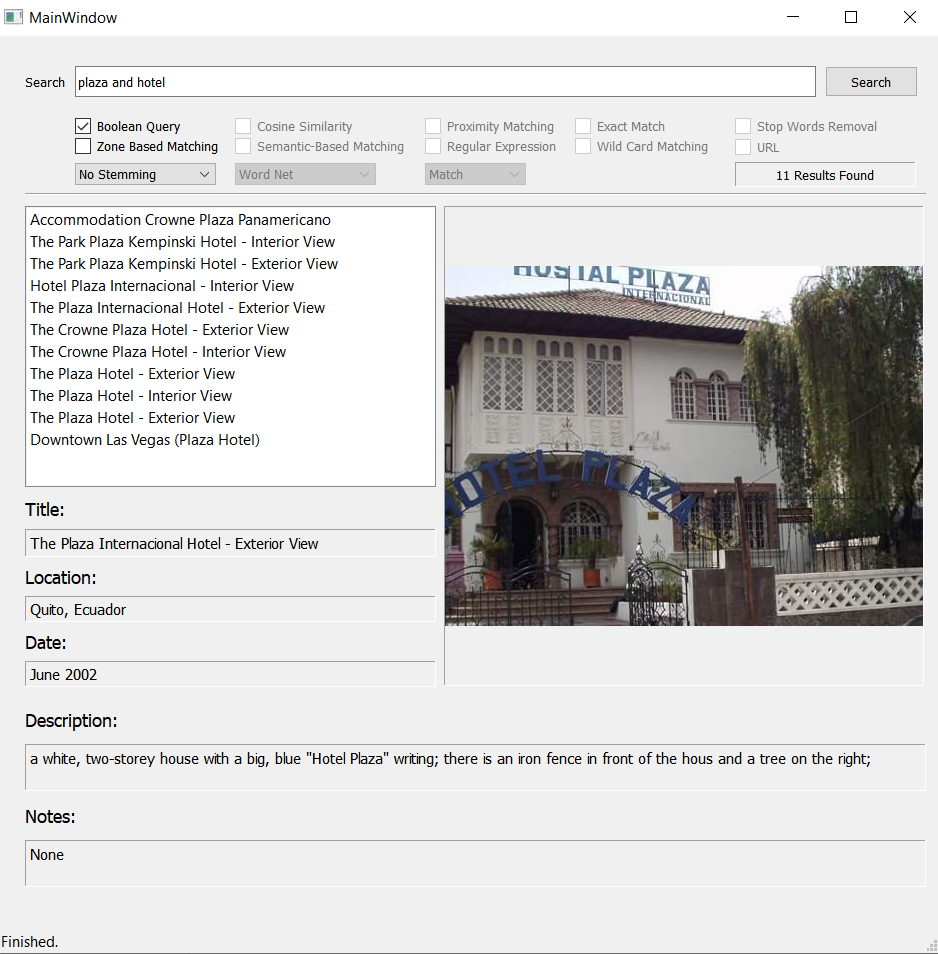 MainWindow
Search plaza and hotel Search
Boolean Query Cosine Similarity Proximity Matching Exact Match Stop Words Removal
Zone Based Matching Semantic-Based Matching Regular Expression Wild Card Matching URL
No Stemming Word Net Match 11 Results Found
Accommodation Crowne Plaza Panamericano
The Park Plaza Kempinski Hotel - Interior View
The Park Plaza Kempinski Hotel - Exterior View
Hotel Plaza Internacional - Interior View
The Plaza Internacional Hotel - Exterior View
The Crowne Plaza Hotel - Exterior View
The Crowne Plaza Hotel - Interior View
The Plaza Hotel - Exterior View
The Plaza Hotel - Interior View
The Plaza Hotel - Exterior View
Downtown Las Vegas (Plaza Hotel)
HOSTAL PLAZA
INTERNACIONAL
HOTEL PLAZA
Title:
The Plaza Internacional Hotel - Exterior View
Location:
Quito, Ecuador
Date:
June 2002
Description:
a white, two-storey house with a big, blue "Hotel Plaza" writing; there is an iron fence in front of the hous and a tree on the right;
Notes:
None
Finished.